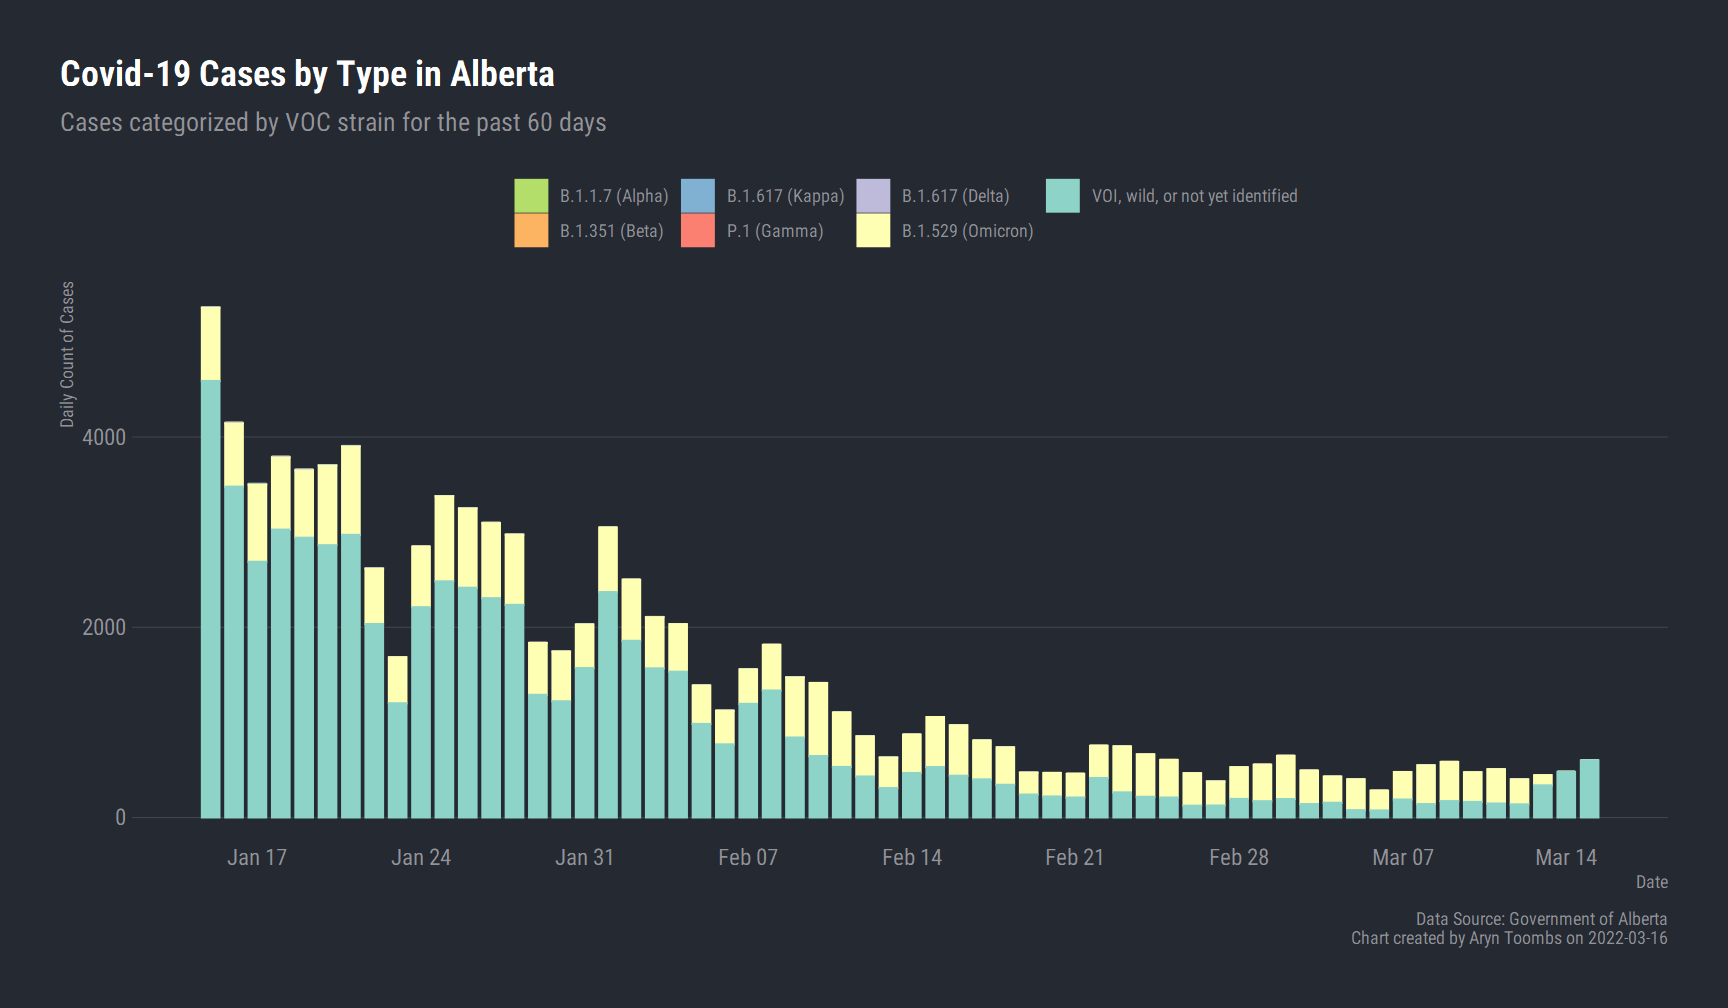 Covid-19 Cases by Type in Alberta
Cases categorized by VOC strain for the past 60 days
B.1.1.7 (Alpha)
B.1.617 (Kappa)
B.1.617 (Delta)
VOI, wild, or not yet identified
B.1.351 (Beta)
P.1 (Gamma)
B.1.529 (Omicron)
Daily Count of Cases
4000
2000
0
Jan 17
Jan 24
Jan 31
Feb 07
Feb 14
Feb 21
Feb 28
Mar 07
Mar 14
Date
Data Source: Government of Alberta
Chart created by Aryn Toombs on 2022-03-16